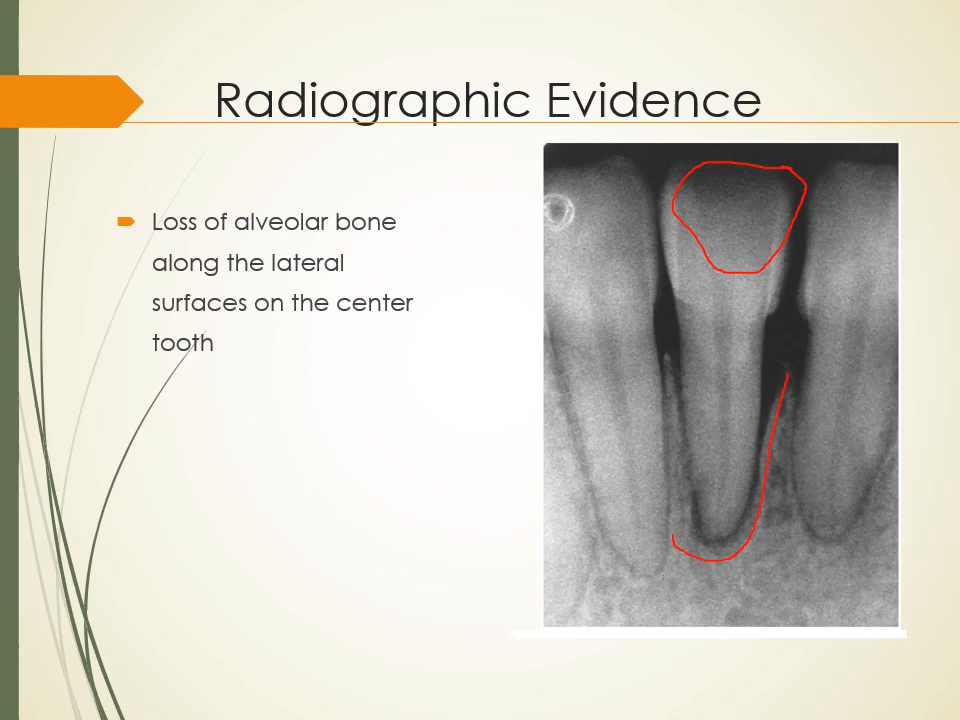 Radiographic Evidence
Loss of alveolar bone
along the lateral
surfaces on the center
tooth